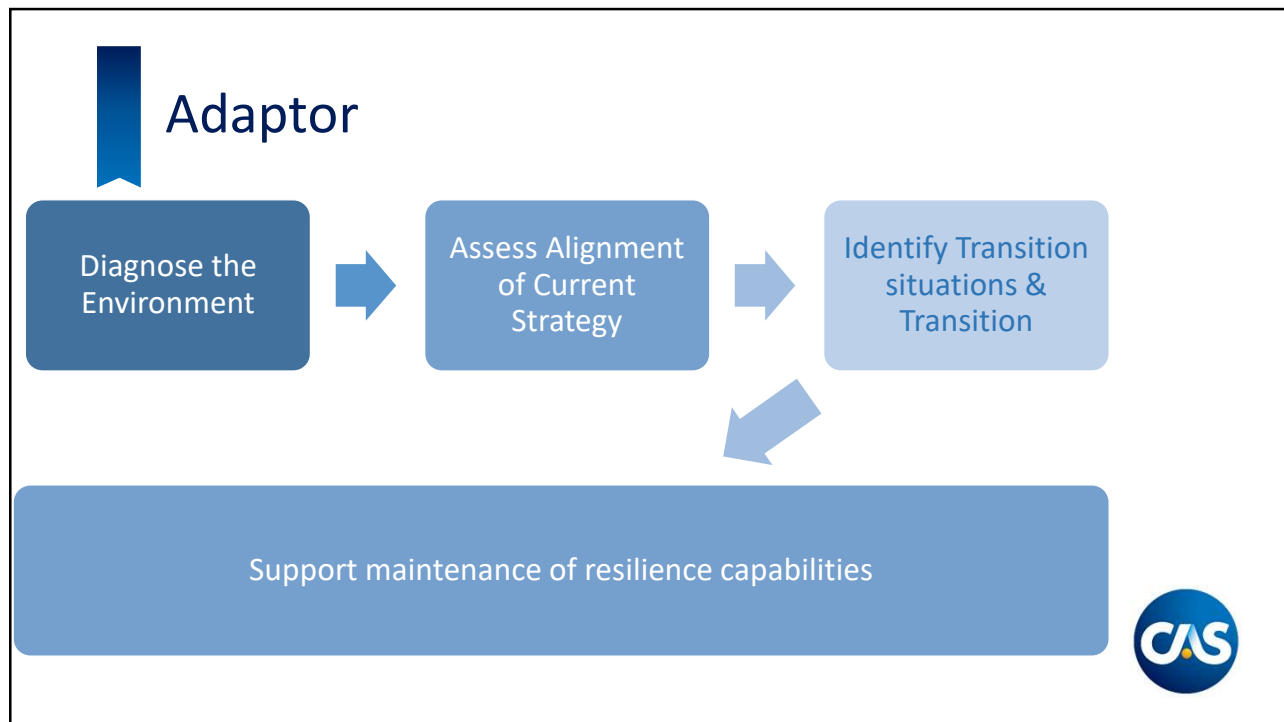 Adaptor
Diagnose the
Environment
Assess Alignment
of Current
Strategy
Identify Transition
situations &
Transition
Support maintenance of resilience capabilities
CAS